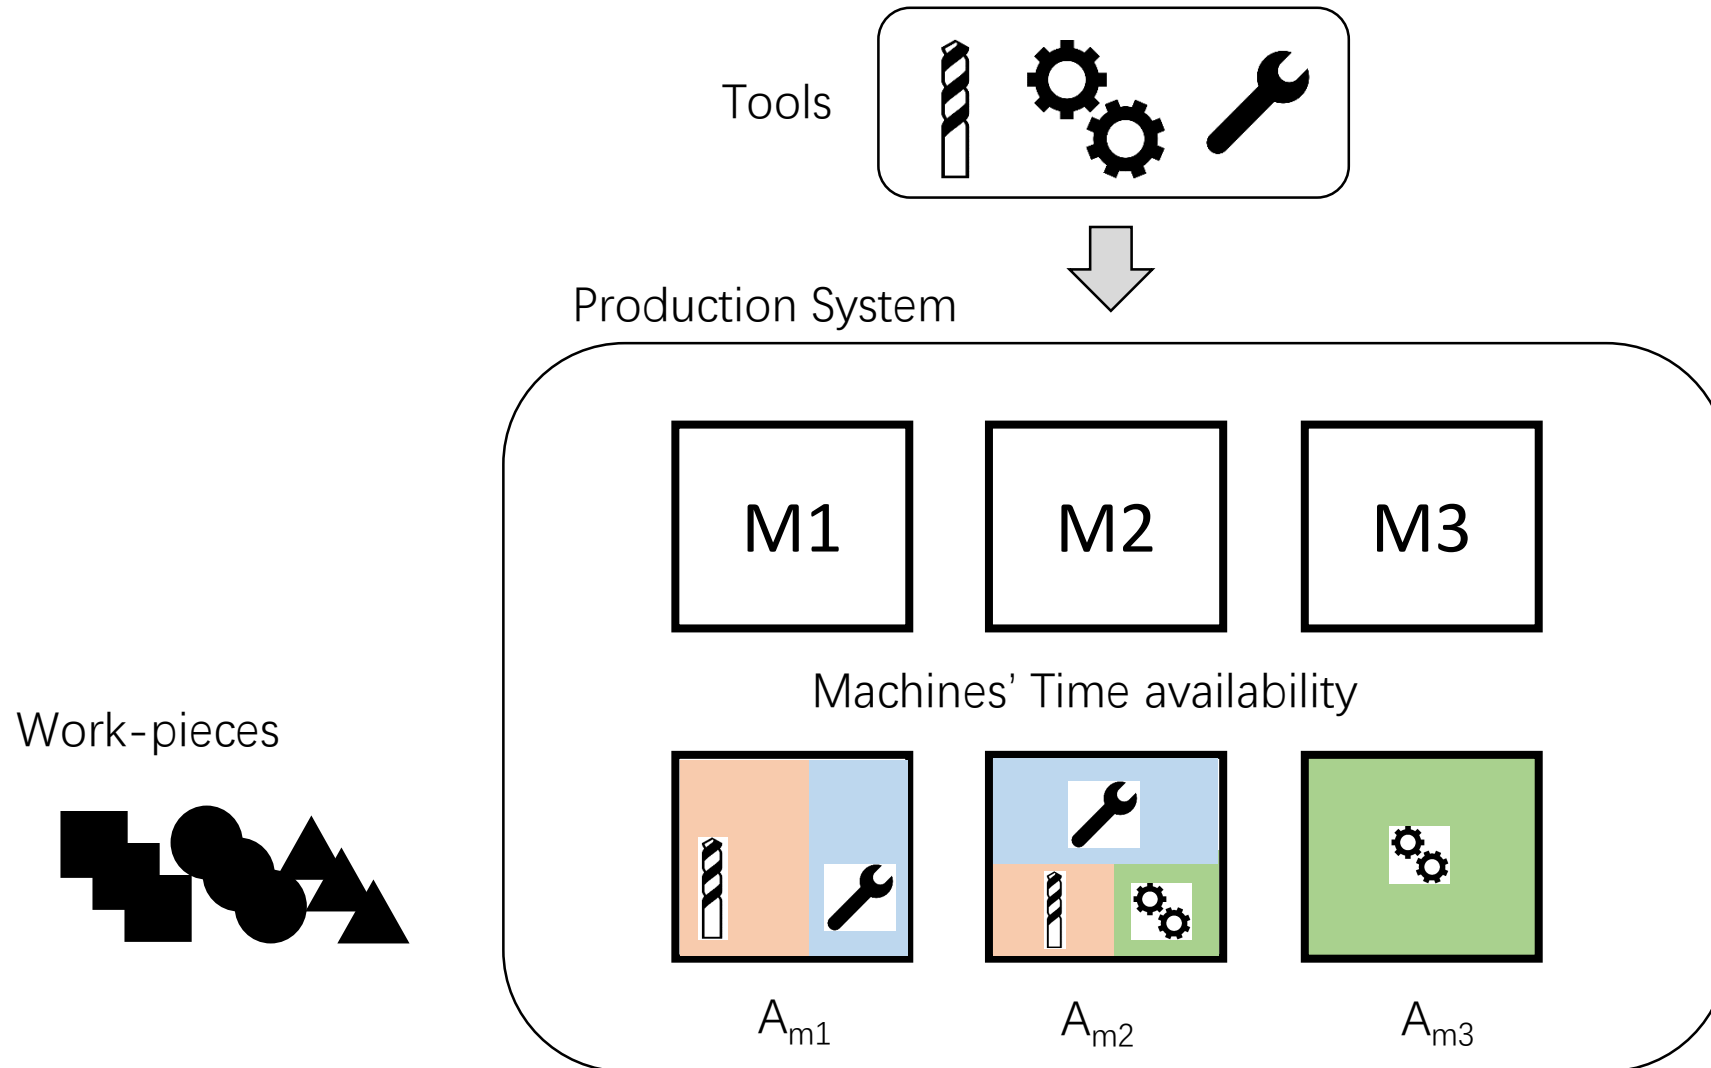 Tools
Production System
M1
M2
M3
Machines’ Time availability
Work-pieces
Am1
Am2
Am3